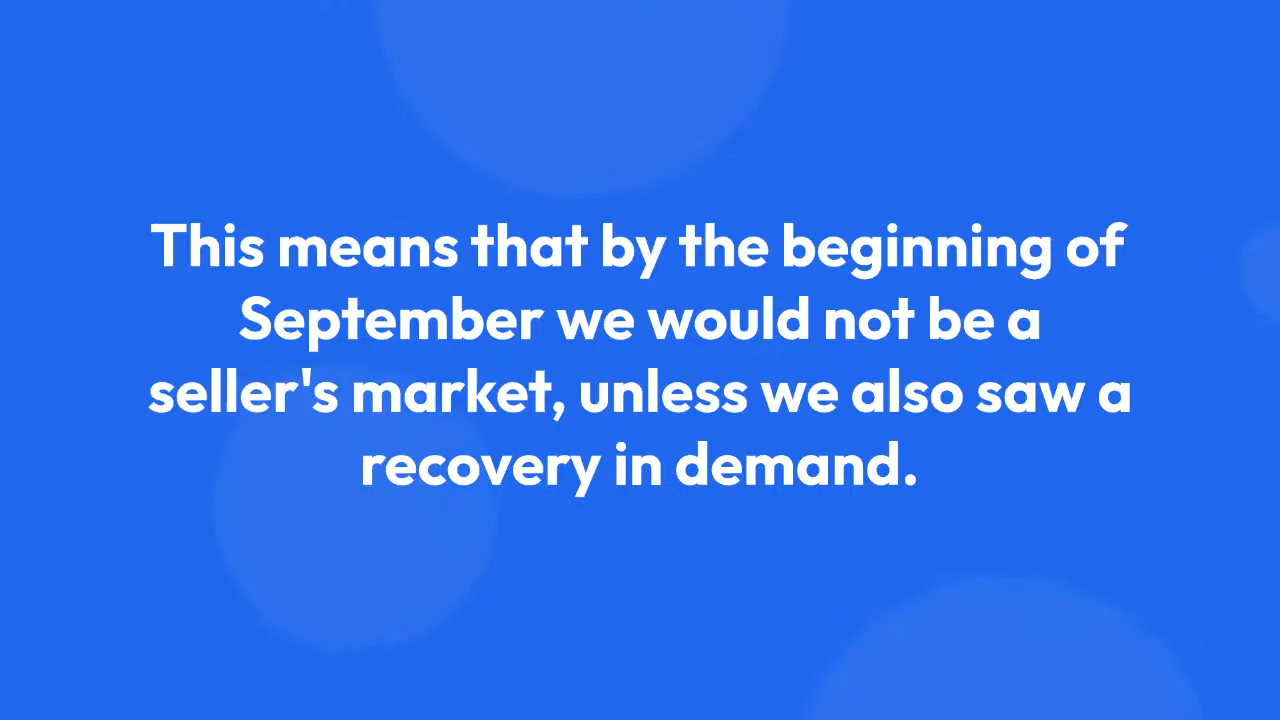 This means that by the beginning of
September we would not be a
seller's market, unless we also saw a
recovery in demand.